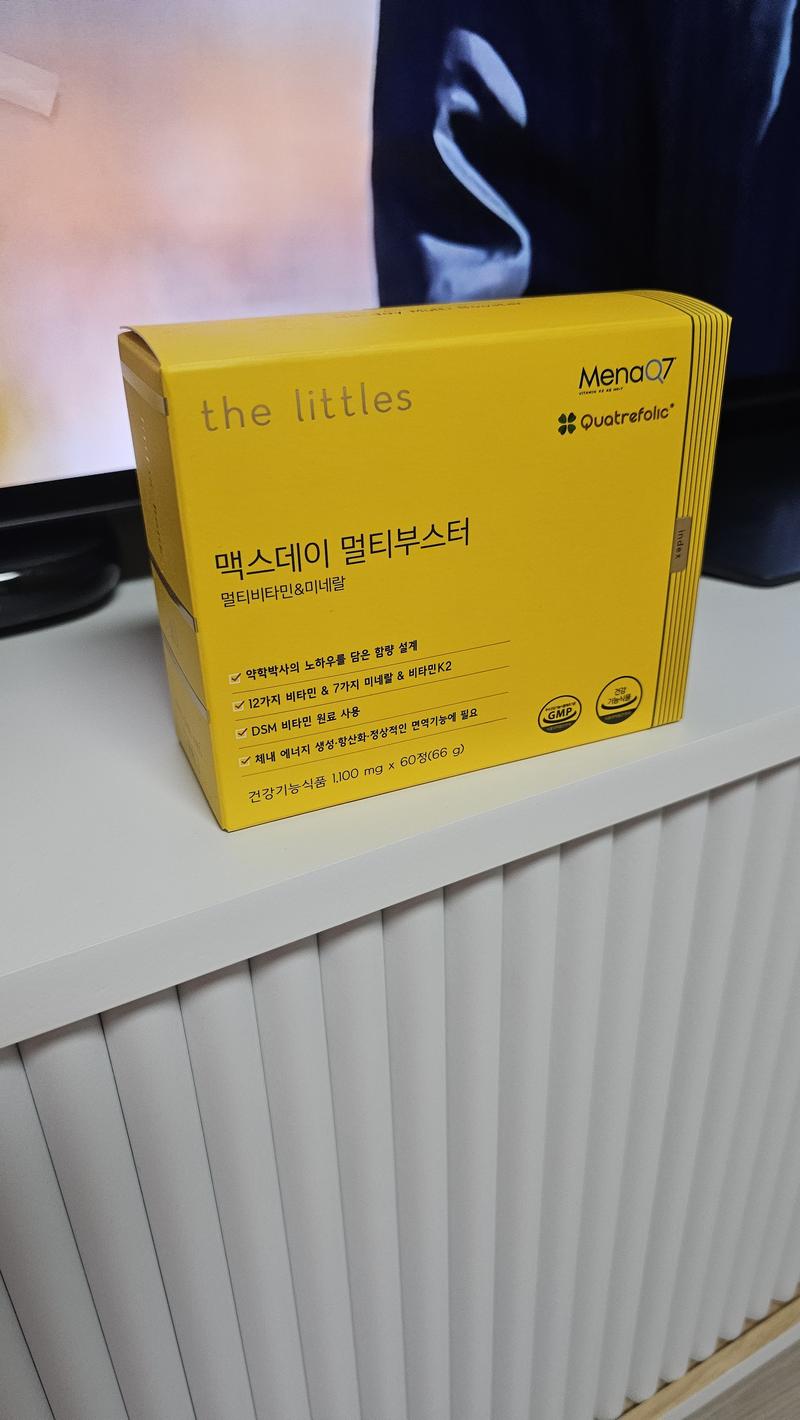 the littles
MenaQ7
VITAMIN K2 AS MK-7
Quatrefolic®
맥스데이 멀티부스터
멀티비타민&미네랄
index
약학박사의 노하우를 담은 함량 설계
12가지 비타민 & 7가지 미네랄 & 비타민K2
DSM 비타민 원료 사용
체내 에너지 생성·항산화·정상적인 면역기능에 필요
건강기능식품 1,100 mg x 60정(66 g)
GMP
건강
기능식품